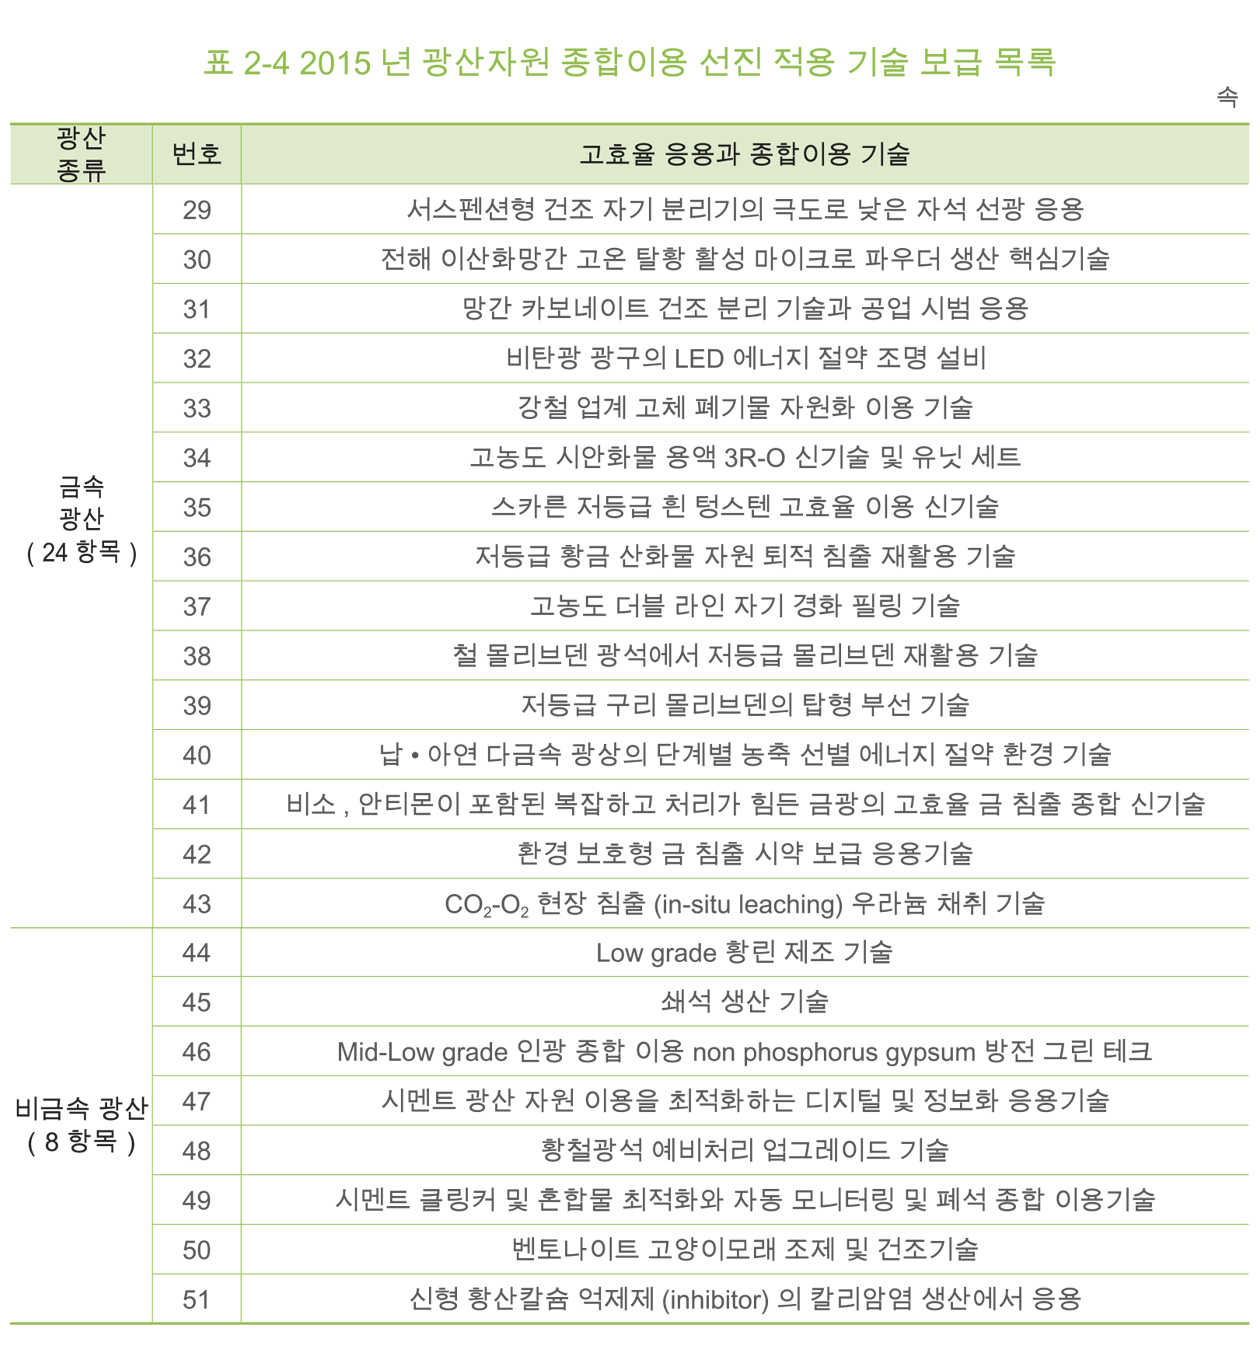 표 2-4 2015 년 광산자원 종합이용 선진 적용 기술 보급 목록
속
광산
종류
번호
고효율 응용과 종합이용 기술
금속
광산
( 24 항목 )
29 서스펜션형 건조 자기 분리기의 극도로 낮은 자석 선광 응용
30 전해 이산화망간 고온 탈황 활성 마이크로 파우더 생산 핵심기술
31 망간 카보네이트 건조 분리 기술과 공업 시범 응용
32 비탄광 광구의 LED 에너지 절약 조명 설비
33 강철 업계 고체 폐기물 자원화 이용 기술
34 고농도 시안화물 용액 3R-O 신기술 및 유닛 세트
35 스카른 저등급 흰 텅스텐 고효율 이용 신기술
36 저등급 황금 산화물 자원 퇴적 침출 재활용 기술
37 고농도 더블 라인 자기 경화 필링 기술
38 철 몰리브덴 광석에서 저등급 몰리브덴 재활용 기술
39 저등급 구리 몰리브덴의 탑형 부선 기술
40 납 • 아연 다금속 광상의 단계별 농축 선별 에너지 절약 환경 기술
41 비소 , 안티몬이 포함된 복잡하고 처리가 힘든 금광의 고효율 금 침출 종합 신기술
42 환경 보호형 금 침출 시약 보급 응용기술
43 CO₂-O₂ 현장 침출 (in-situ leaching) 우라늄 채취 기술
비금속 광산
( 8 항목 )
44 Low grade 황린 제조 기술
45 쇄석 생산 기술
46 Mid-Low grade 인광 종합 이용 non phosphorus gypsum 방전 그린 테크
47 시멘트 광산 자원 이용을 최적화하는 디지털 및 정보화 응용기술
48 황철광석 예비처리 업그레이드 기술
49 시멘트 클링커 및 혼합물 최적화와 자동 모니터링 및 폐석 종합 이용기술
50 벤토나이트 고양이모래 조제 및 건조기술
51 신형 황산칼슘 억제제 (inhibitor) 의 칼리암염 생산에서 응용